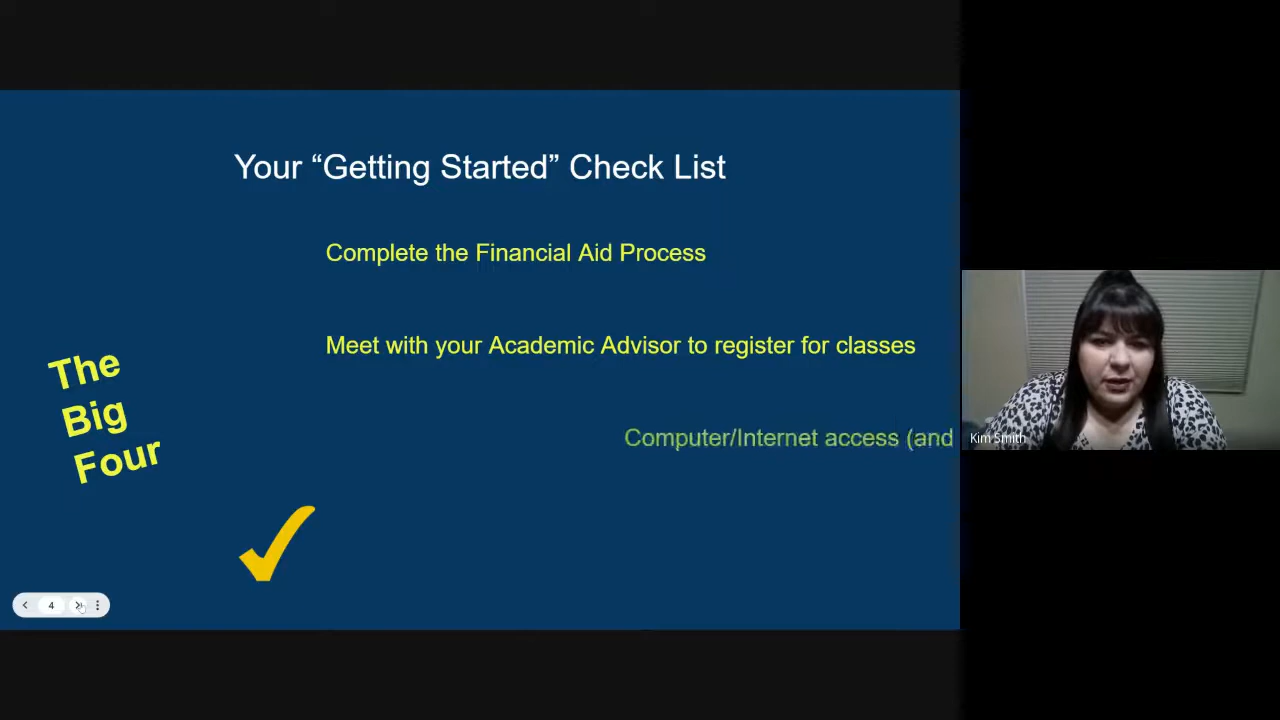 Your “Getting Started” Check List
Complete the Financial Aid Process
Meet with your Academic Advisor to register for classes
The
Big
Four
Computer/Internet access (and
Kim Smith
4